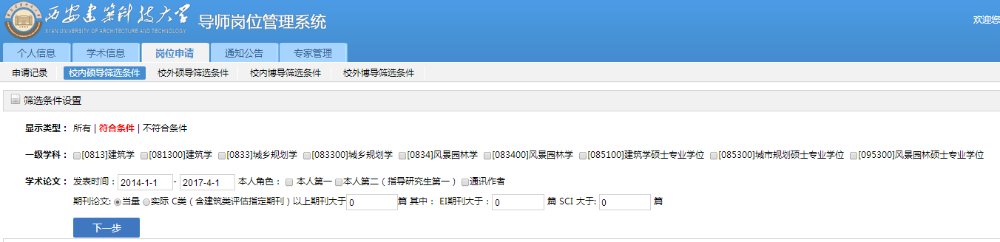 西安建筑科技大学 导师岗位管理系统 欢迎您
XI'AN UNIVERSITY OF ARCHITECTURE AND TECHNOLOGY
个人信息 学术信息 岗位申请 通知公告 专家管理
申请记录 校内硕导筛选条件 校外硕导筛选条件 校内博导筛选条件 校外博导筛选条件
筛选条件设置
显示类型： 所有 | 符合条件 | 不符合条件
一级学科： [0813]建筑学 [081300]建筑学 [0833]城乡规划学 [083300]城乡规划学 [0834]风景园林学 [083400]风景园林学 [085100]建筑学硕士专业学位 [085300]城市规划硕士专业学位 [095300]风景园林硕士专业学位
学术论文： 发表时间：2014-1-1 - 2017-4-1 本人角色： 本人第一 本人第二（指导研究生第一） 通讯作者
期刊论文: 当量 实际 C类（含建筑类评估指定期刊）以上期刊大于 0 篇 其中： EI期刊大于： 0 篇 SCI 大于: 0 篇
下一步